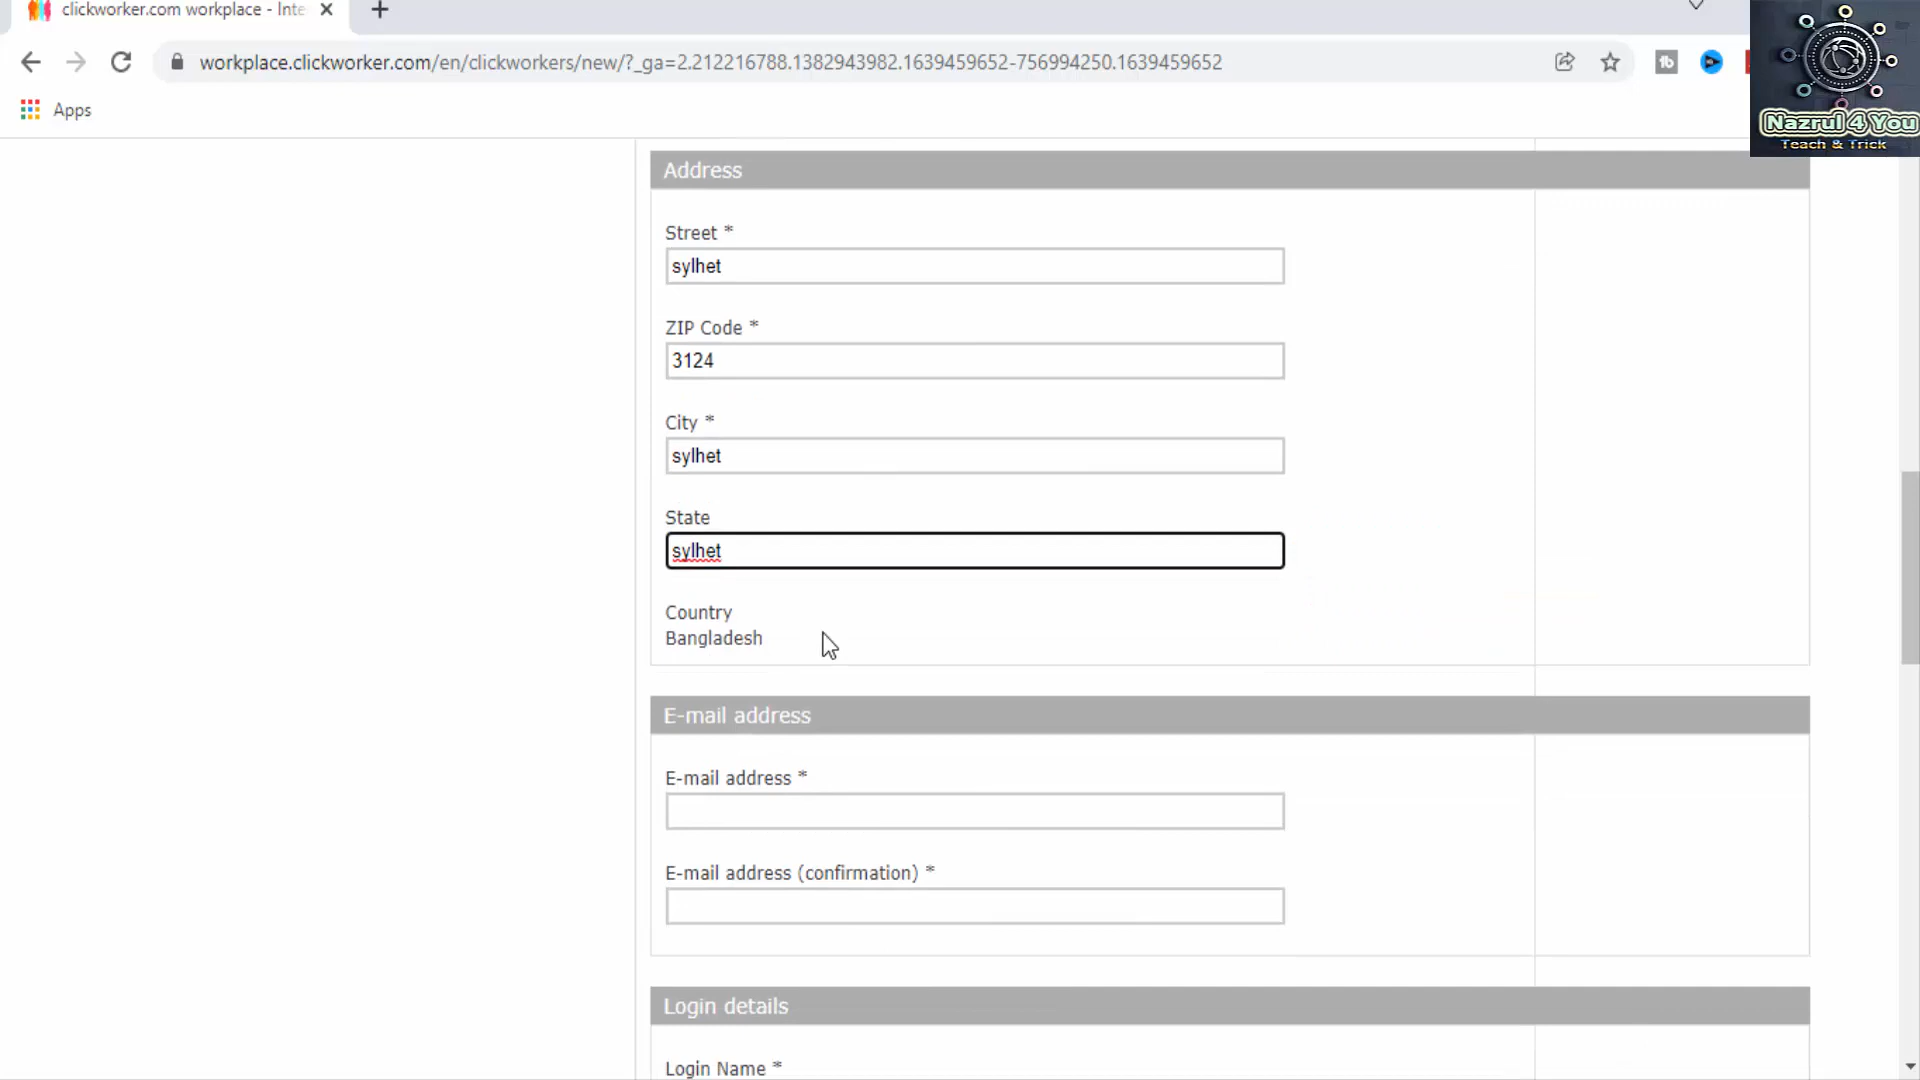 clickworker.com workplace - Inte
workplace.clickworker.com/en/clickworkers/new/?_ga=2.212216788.1382943982.1639459652-756994250.1639459652
Apps
Nazrul 4 You
Teach & Trick
Address
Street *
sylhet
ZIP Code *
3124
City *
sylhet
State
sylhet
Country
Bangladesh
E-mail address
E-mail address *
E-mail address (confirmation) *
Login details
Login Name *